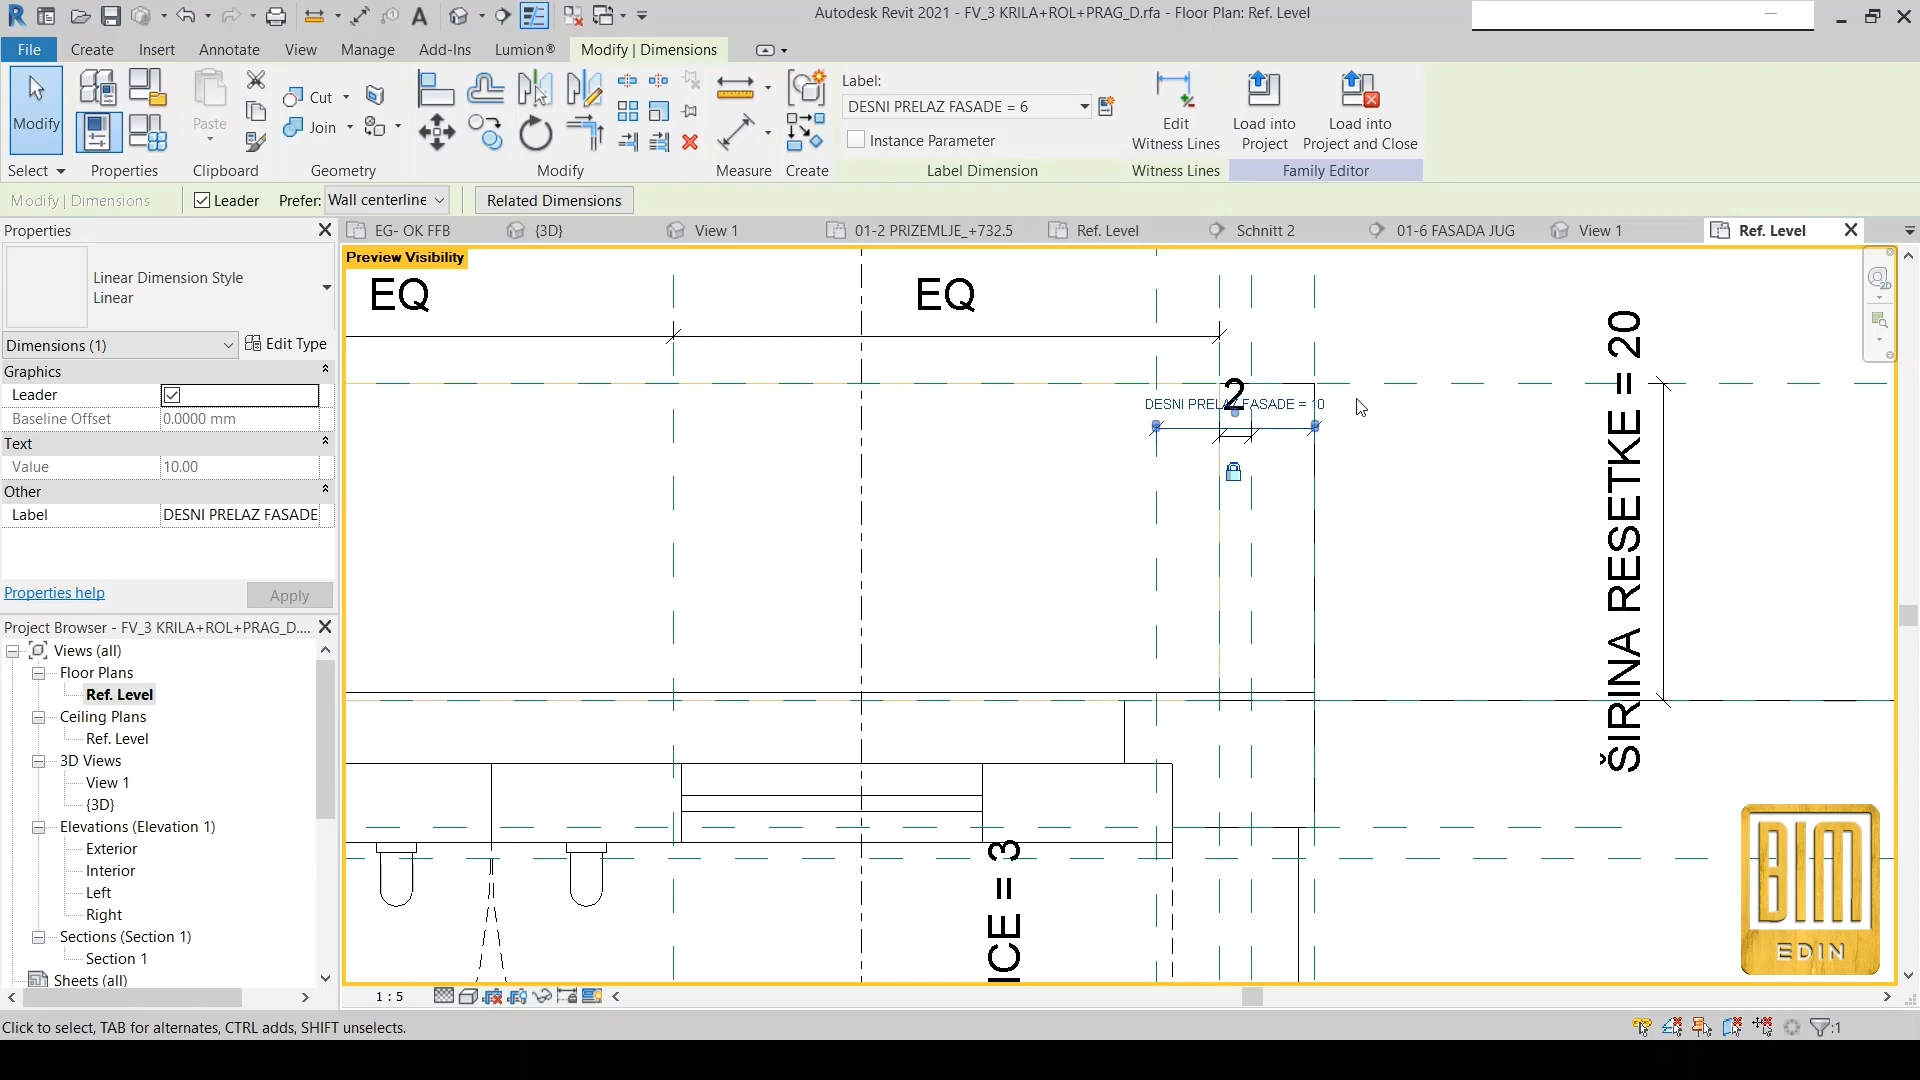 Autodesk Revit 2021 - FV_3 KRILA+ROL+PRAG_D.rfa - Floor Plan: Ref. Level
File Create Insert Annotate View Manage Add-Ins Lumion® Modify | Dimensions
Label:
Cut
DESNI PRELAZ FASADE = 6
Modify Paste Join Instance Parameter
Edit
Witness Lines
Load into
Project
Load into
Project and Close
Select Properties Clipboard Geometry Modify Measure Create Label Dimension Witness Lines Family Editor
Modify | Dimensions Leader Prefer: Wall centerline Related Dimensions
Properties
EG- OK FFB {3D} View 1 01-2 PRIZEMLJE_+732.5 Ref. Level Schnitt 2 01-6 FASADA JUG View 1 Ref. Level
Preview Visibility
Linear Dimension Style
Linear
Dimensions (1) Edit Type
Graphics
Leader
Baseline Offset 0.0000 mm
Text
Value 10.00
Other
Label DESNI PRELAZ FASADE
Properties help Apply
EQ EQ
2
DESNI PRELAZ FASADE = 10
ŠIRINA RESETKE = 20
ICE = 3
2D
Project Browser - FV_3 KRILA+ROL+PRAG_D....
Views (all)
Floor Plans
Ref. Level
Ceiling Plans
Ref. Level
3D Views
View 1
{3D}
Elevations (Elevation 1)
Exterior
Interior
Left
Right
Sections (Section 1)
Section 1
Sheets (all)
BIM
EDIN
1 : 5
Click to select, TAB for alternates, CTRL adds, SHIFT unselects.
:1